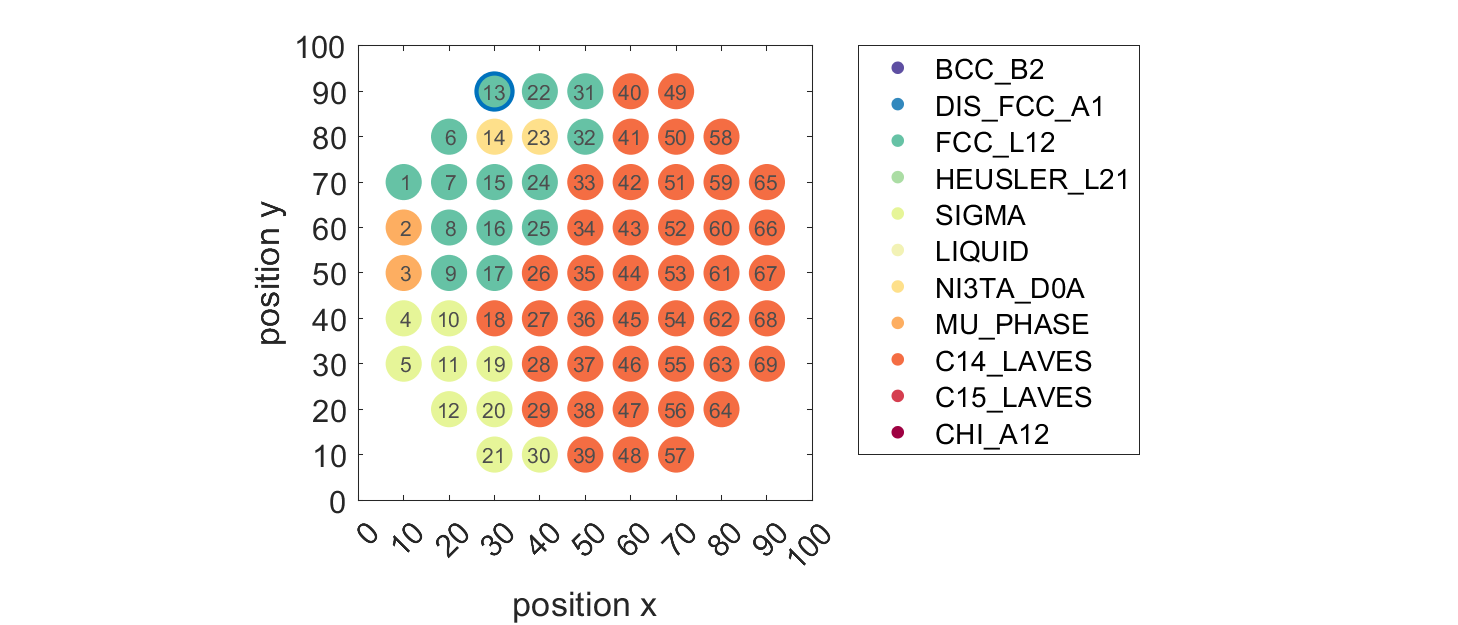 100
90
80
70
60
50
40
30
20
10
0
position y
13 22 31 40 49
6 14 23 32 41 50 58
1 7 15 24 33 42 51 59 65
2 8 16 25 34 43 52 60 66
3 9 17 26 35 44 53 61 67
4 10 18 27 36 45 54 62 68
5 11 19 28 37 46 55 63 69
12 20 29 38 47 56 64
21 30 39 48 57
0 10 20 30 40 50 60 70 80 90 100
position x
BCC_B2
DIS_FCC_A1
FCC_L12
HEUSLER_L21
SIGMA
LIQUID
NI3TA_D0A
MU_PHASE
C14_LAVES
C15_LAVES
CHI_A12